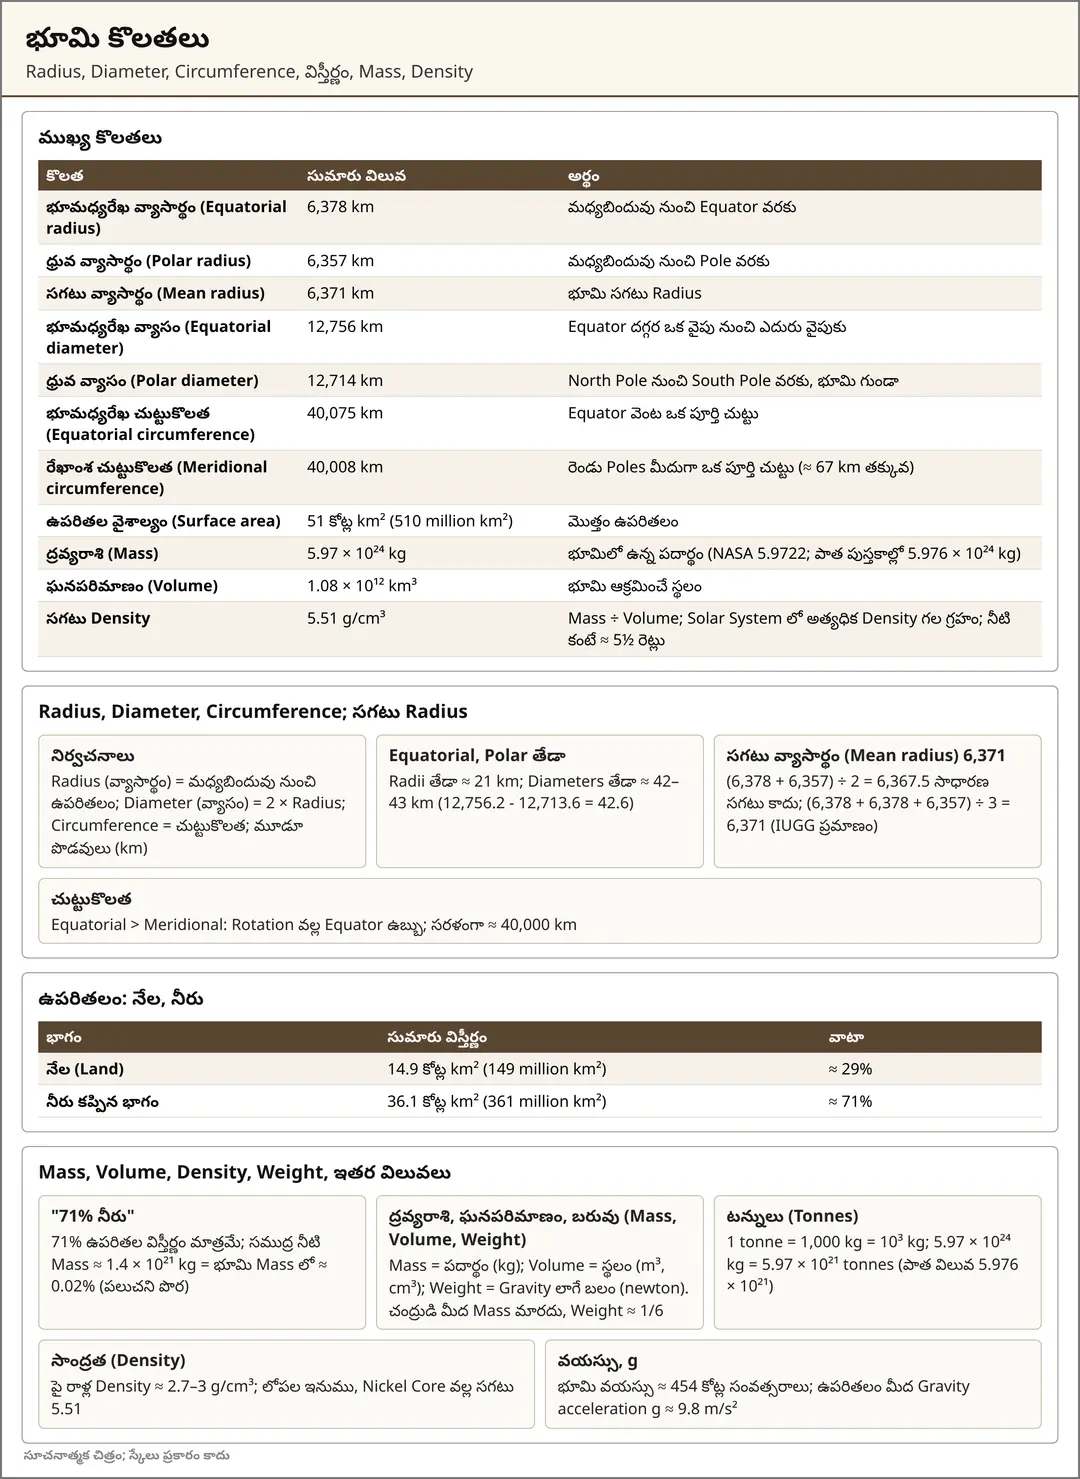 భూమి కొలతలు
Radius, Diameter, Circumference, విస్తీర్ణం, Mass, Density
ముఖ్య కొలతలు
కొలత సుమారు విలువ అర్థం
భూమధ్యరేఖ వ్యాసార్థం (Equatorial radius) 6,378 km మధ్యబిందువు నుంచి Equator వరకు
ధ్రువ వ్యాసార్థం (Polar radius) 6,357 km మధ్యబిందువు నుంచి Pole వరకు
సగటు వ్యాసార్థం (Mean radius) 6,371 km భూమి సగటు Radius
భూమధ్యరేఖ వ్యాసం (Equatorial diameter) 12,756 km Equator దగ్గర ఒక వైపు నుంచి ఎదురు వైపుకు
ధ్రువ వ్యాసం (Polar diameter) 12,714 km North Pole నుంచి South Pole వరకు, భూమి గుండా
భూమధ్యరేఖ చుట్టుకొలత (Equatorial circumference) 40,075 km Equator వెంట ఒక పూర్తి చుట్టు
రేఖాంశ చుట్టుకొలత (Meridional circumference) 40,008 km రెండు Poles మీదుగా ఒక పూర్తి చుట్టు (≈ 67 km తక్కువ)
ఉపరితల వైశాల్యం (Surface area) 51 కోట్ల km² (510 million km²) మొత్తం ఉపరితలం
ద్రవ్యరాశి (Mass) 5.97 × 10²⁴ kg భూమిలో ఉన్న పదార్థం (NASA 5.9722; పాత పుస్తకాల్లో 5.976 × 10²⁴ kg)
ఘనపరిమాణం (Volume) 1.08 × 10¹² km³ భూమి ఆక్రమించే స్థలం
సగటు Density 5.51 g/cm³ Mass ÷ Volume; Solar System లో అత్యధిక Density గల గ్రహం; నీటి
కంటే ≈ 5½ రెట్లు
Radius, Diameter, Circumference; సగటు Radius
నిర్వచనాలు
Radius (వ్యాసార్థం) = మధ్యబిందువు నుంచి
ఉపరితలం; Diameter (వ్యాసం) = 2 × Radius;
Circumference = చుట్టుకొలత; మూడూ
పొడవులు (km)
Equatorial, Polar తేడా
Radii తేడా ≈ 21 km; Diameters తేడా ≈ 42–
43 km (12,756.2 - 12,713.6 = 42.6)
సగటు వ్యాసార్థం (Mean radius) 6,371
(6,378 + 6,357) ÷ 2 = 6,367.5 సాధారణ
సగటు కాదు; (6,378 + 6,378 + 6,357) ÷ 3 =
6,371 (IUGG ప్రమాణం)
చుట్టుకొలత
Equatorial > Meridional: Rotation వల్ల Equator ఉబ్బు; సరళంగా ≈ 40,000 km
ఉపరితలం: నేల, నీరు
భాగం సుమారు విస్తీర్ణం వాటా
నేల (Land) 14.9 కోట్ల km² (149 million km²) ≈ 29%
నీరు కప్పిన భాగం 36.1 కోట్ల km² (361 million km²) ≈ 71%
Mass, Volume, Density, Weight, ఇతర విలువలు
"71% నీరు"
71% ఉపరితల విస్తీర్ణం మాత్రమే; సముద్ర నీటి
Mass ≈ 1.4 × 10²¹ kg = భూమి Mass లో ≈
0.02% (పలుచని పొర)
ద్రవ్యరాశి, ఘనపరిమాణం, బరువు (Mass,
Volume, Weight)
Mass = పదార్థం (kg); Volume = స్థలం (m³,
cm³); Weight = Gravity లాగే బలం (newton).
చంద్రుడి మీద Mass మారదు, Weight ≈ 1/6
టన్నులు (Tonnes)
1 tonne = 1,000 kg = 10³ kg; 5.97 × 10²⁴
kg = 5.97 × 10²¹ tonnes (పాత విలువ 5.976
× 10²¹)
సాంద్రత (Density)
పై రాళ్ల Density ≈ 2.7–3 g/cm³; లోపల ఇనుము, Nickel Core వల్ల సగటు
5.51
వయస్సు, g
భూమి వయస్సు ≈ 454 కోట్ల సంవత్సరాలు; ఉపరితలం మీద Gravity
acceleration g ≈ 9.8 m/s²
సూచనాత్మక చిత్రం; స్కేలు ప్రకారం కాదు